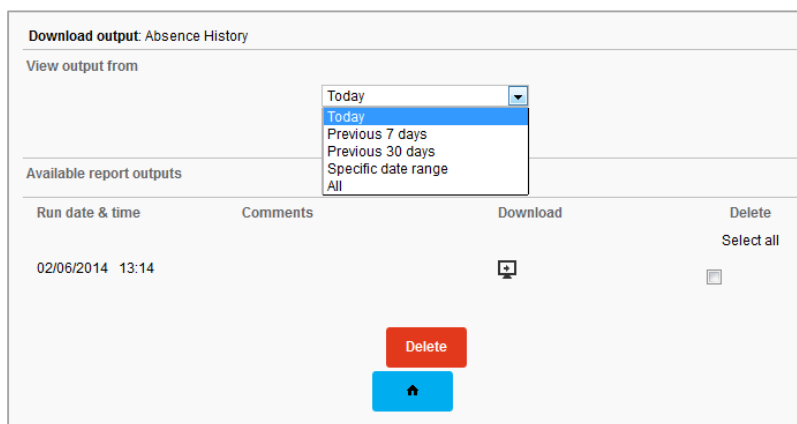 Download output: Absence History
View output from
Today
Today
Previous 7 days
Previous 30 days
Specific date range
All
Available report outputs
Run date & time Comments Download Delete
Select all
02/06/2014 13:14
Delete